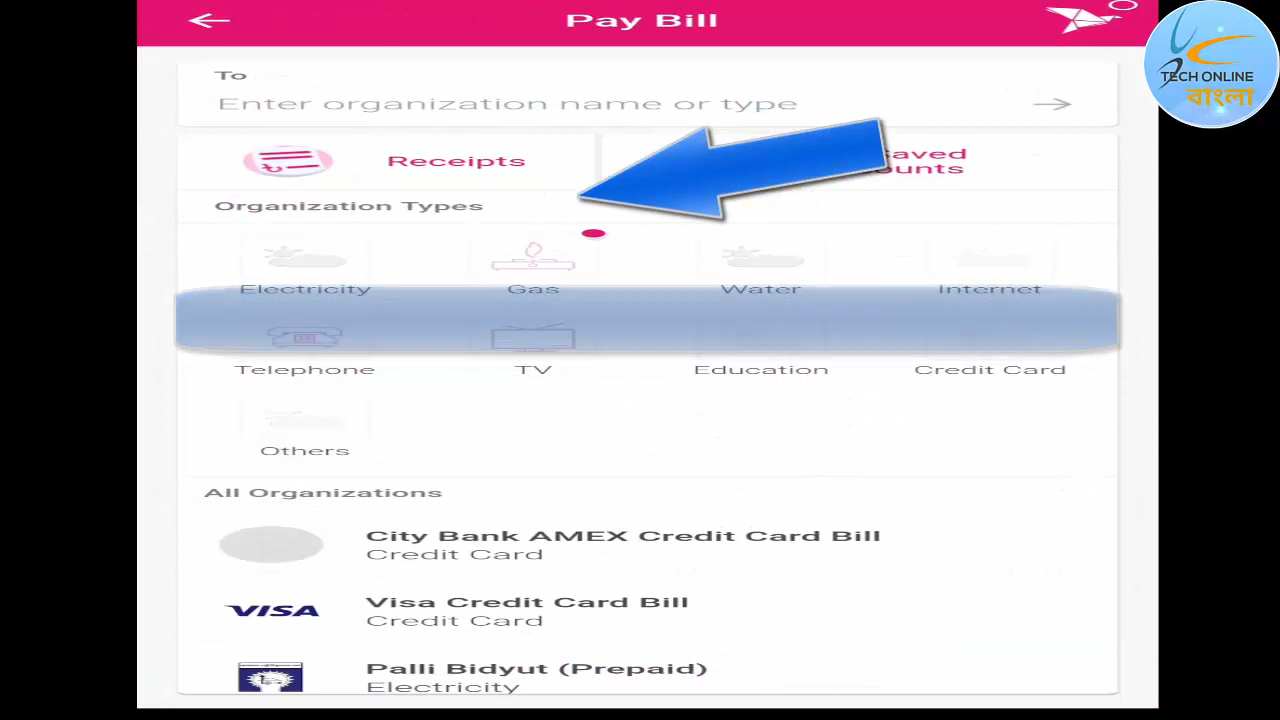 Pay Bill
TECH ONLINE
বাংলা
To
Enter organization name or type
Receipts
Organization Types
Electricity Gas Water Internet
Telephone TV Education Credit Card
Others
All Organizations
City Bank AMEX Credit Card Bill
Credit Card
VISA
Visa Credit Card Bill
Credit Card
Palli Bidyut (Prepaid)
Electricity